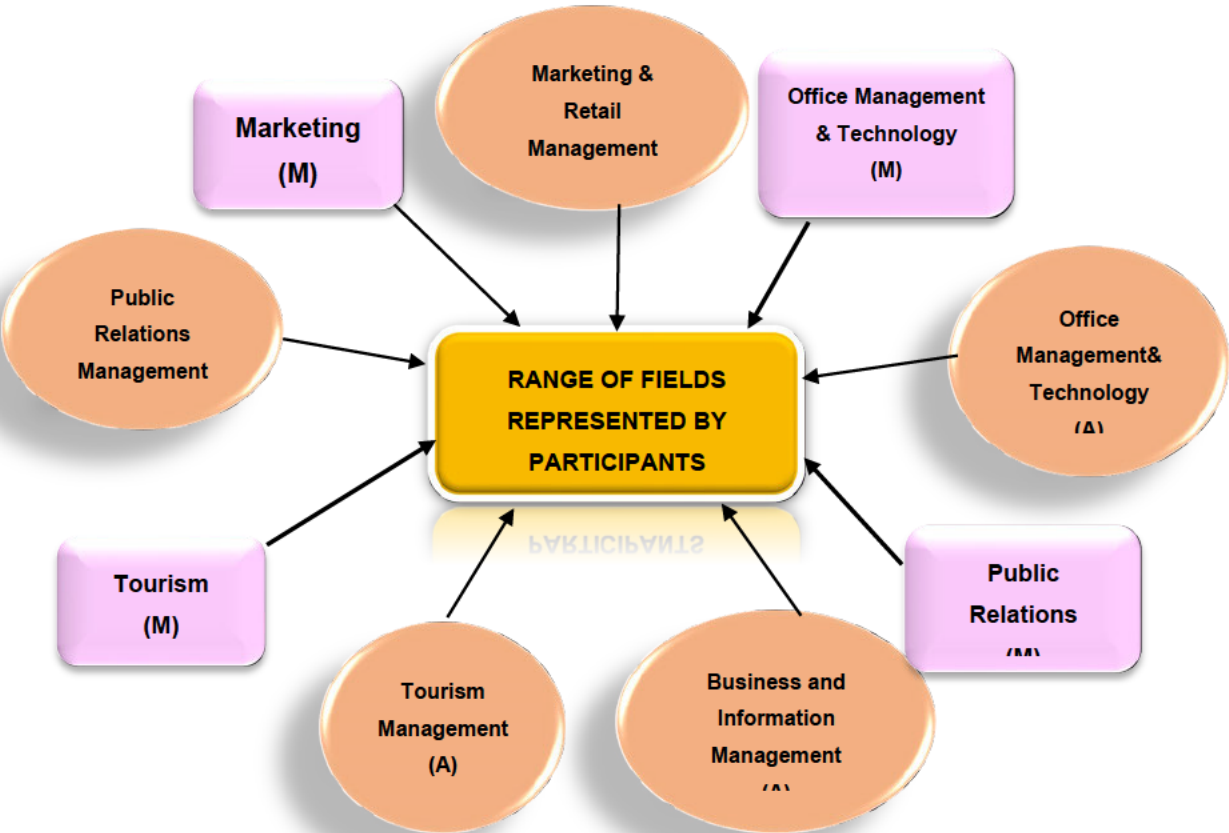 Marketing &
Retail
Management
Marketing
(M)
Office Management
& Technology
(M)
Public
Relations
Management
Office
Management&
Technology
(A)
RANGE OF FIELDS
REPRESENTED BY
PARTICIPANTS
Tourism
(M)
Public
Relations
(M)
Tourism
Management
(A)
Business and
Information
Management
(A)